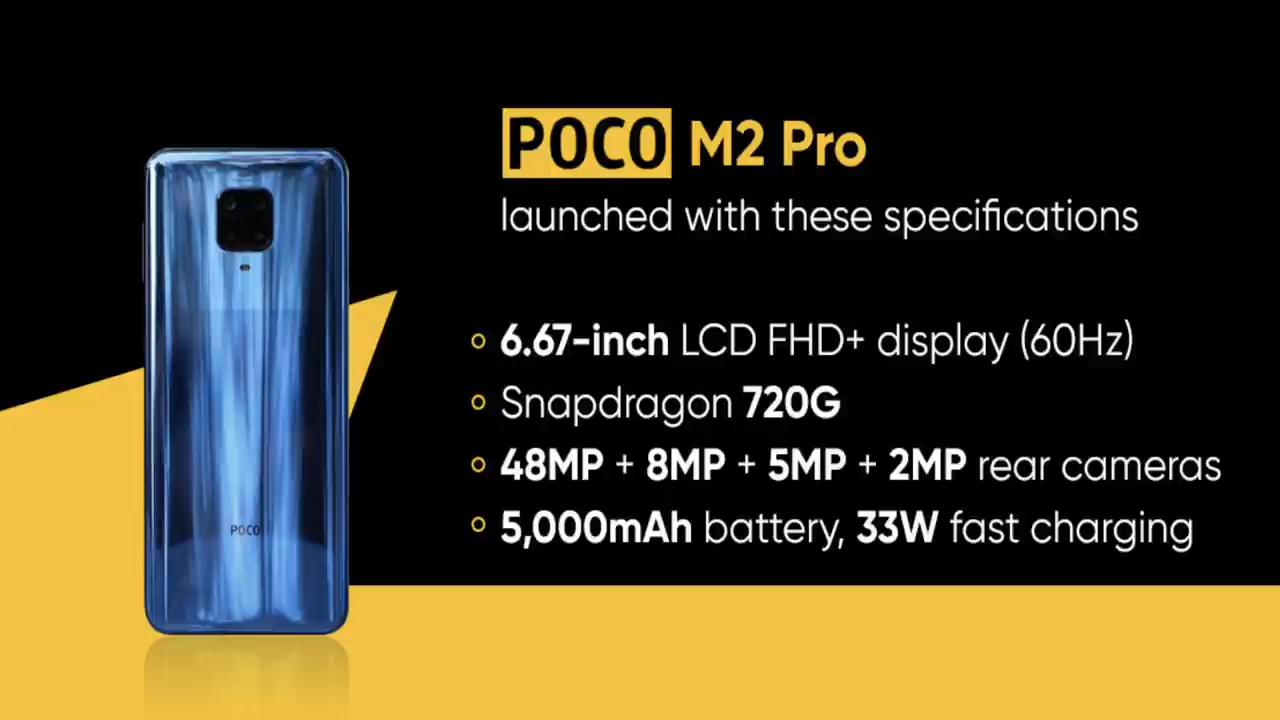 POCO M2 Pro
launched with these specifications
6.67-inch LCD FHD+ display (60Hz)
Snapdragon 720G
48MP + 8MP + 5MP + 2MP rear cameras
5,000mAh battery, 33W fast charging
POCO